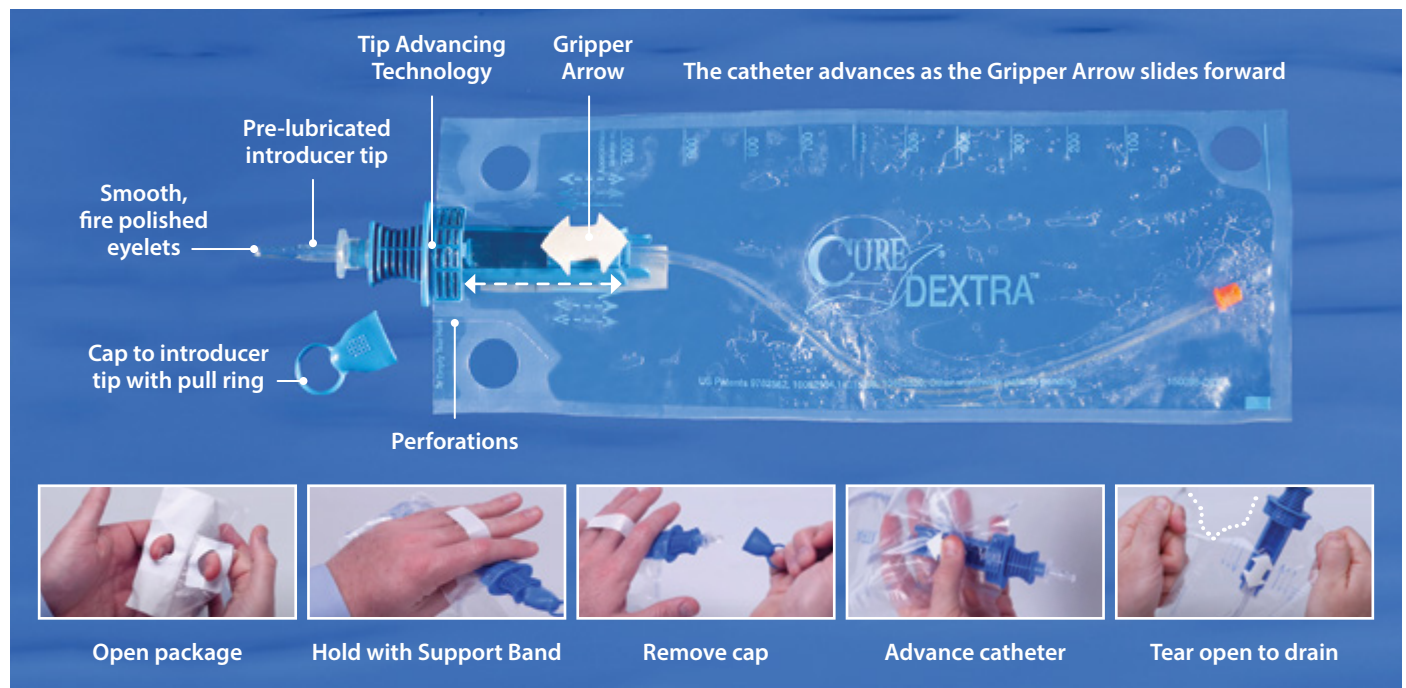 Tip Advancing
Technology
Gripper
Arrow
The catheter advances as the Gripper Arrow slides forward
Pre-lubricated
introducer tip
Smooth,
fire polished
eyelets
CURE
DEXTRA™
Cap to introducer
tip with pull ring
Perforations
Open package
Hold with Support Band
Remove cap
Advance catheter
Tear open to drain